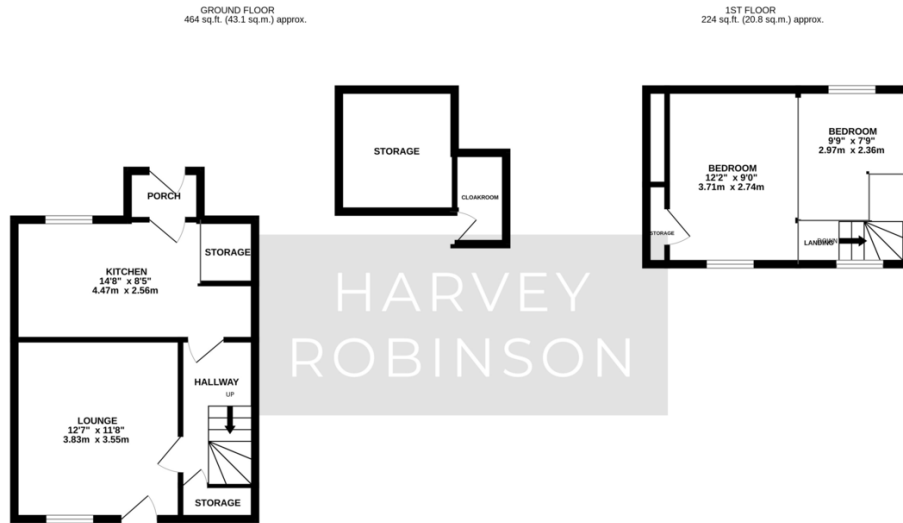 GROUND FLOOR
464 sq.ft. (43.1 sq.m.) approx.
1ST FLOOR
224 sq.ft. (20.8 sq.m.) approx.
STORAGE
CLOAKROOM
BEDROOM
12'2" x 9'0"
3.71m x 2.74m
BEDROOM
9'9" x 7'9"
2.97m x 2.36m
STORAGE
LANDING
DOWN
PORCH
STORAGE
KITCHEN
14'8" x 8'5"
4.47m x 2.56m
HALLWAY
UP
LOUNGE
12'7" x 11'8"
3.83m x 3.55m
STORAGE
HARVEY
ROBINSON